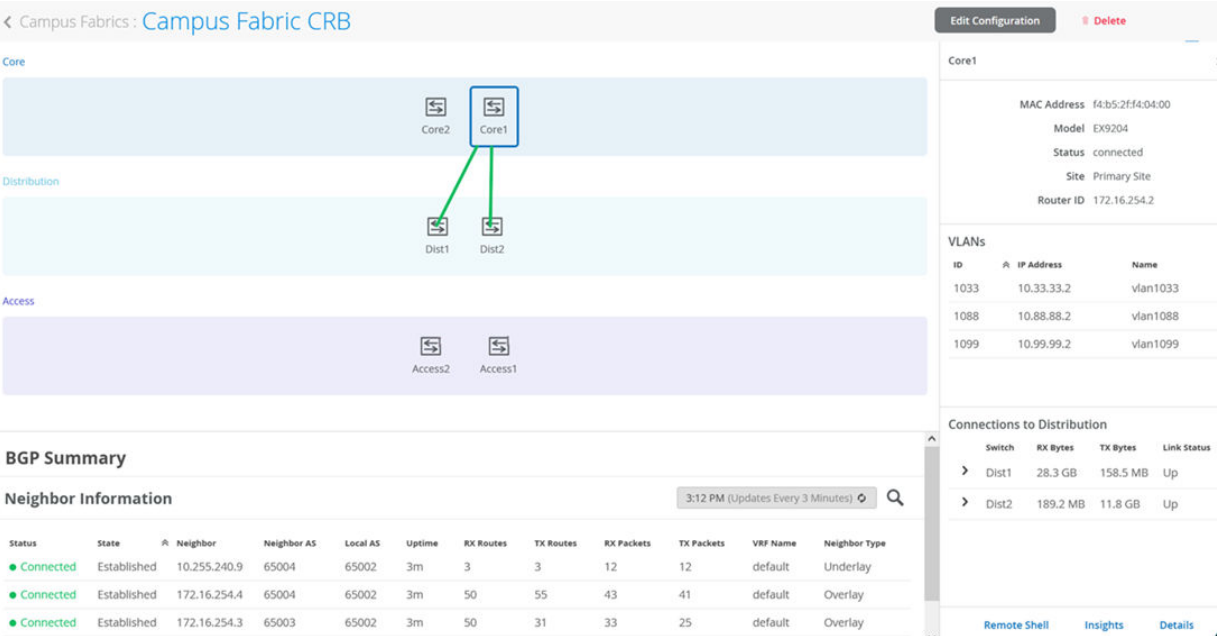 Campus Fabrics : Campus Fabric CRB
Edit Configuration
Delete
Core
Core2
Core1
Distribution
Dist1
Dist2
Access
Access2
Access1
BGP Summary
Neighbor Information
3:12 PM (Updates Every 3 Minutes)
Status State Neighbor Neighbor AS Local AS Uptime RX Routes TX Routes RX Packets TX Packets VRF Name Neighbor Type
Connected Established 10.255.240.9 65004 65002 3m 3 3 12 12 default Underlay
Connected Established 172.16.254.4 65004 65002 3m 50 55 43 41 default Overlay
Connected Established 172.16.254.3 65003 65002 3m 50 31 33 25 default Overlay
Core1
MAC Address f4:b5:2f:f4:04:00
Model EX9204
Status connected
Site Primary Site
Router ID 172.16.254.2
VLANs
ID IP Address Name
1033 10.33.33.2 vlan1033
1088 10.88.88.2 vlan1088
1099 10.99.99.2 vlan1099
Connections to Distribution
Switch RX Bytes TX Bytes Link Status
Dist1 28.3 GB 158.5 MB Up
Dist2 189.2 MB 11.8 GB Up
Remote Shell Insights Details